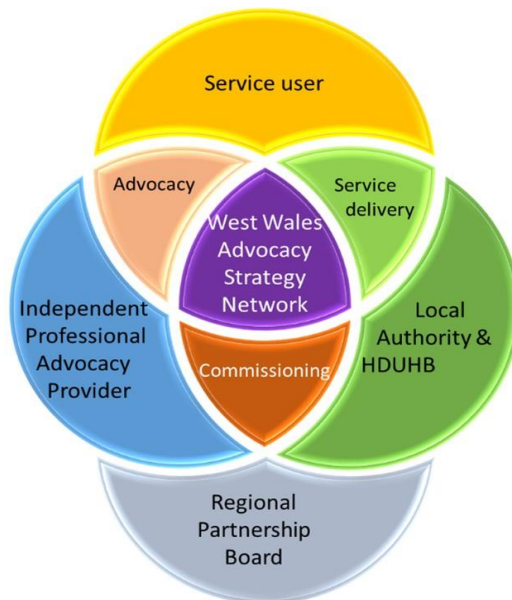 Service user
Advocacy
Service
delivery
West Wales
Advocacy
Strategy
Network
Independent
Professional
Advocacy
Provider
Local
Authority &
HDUHB
Commissioning
Regional
Partnership
Board